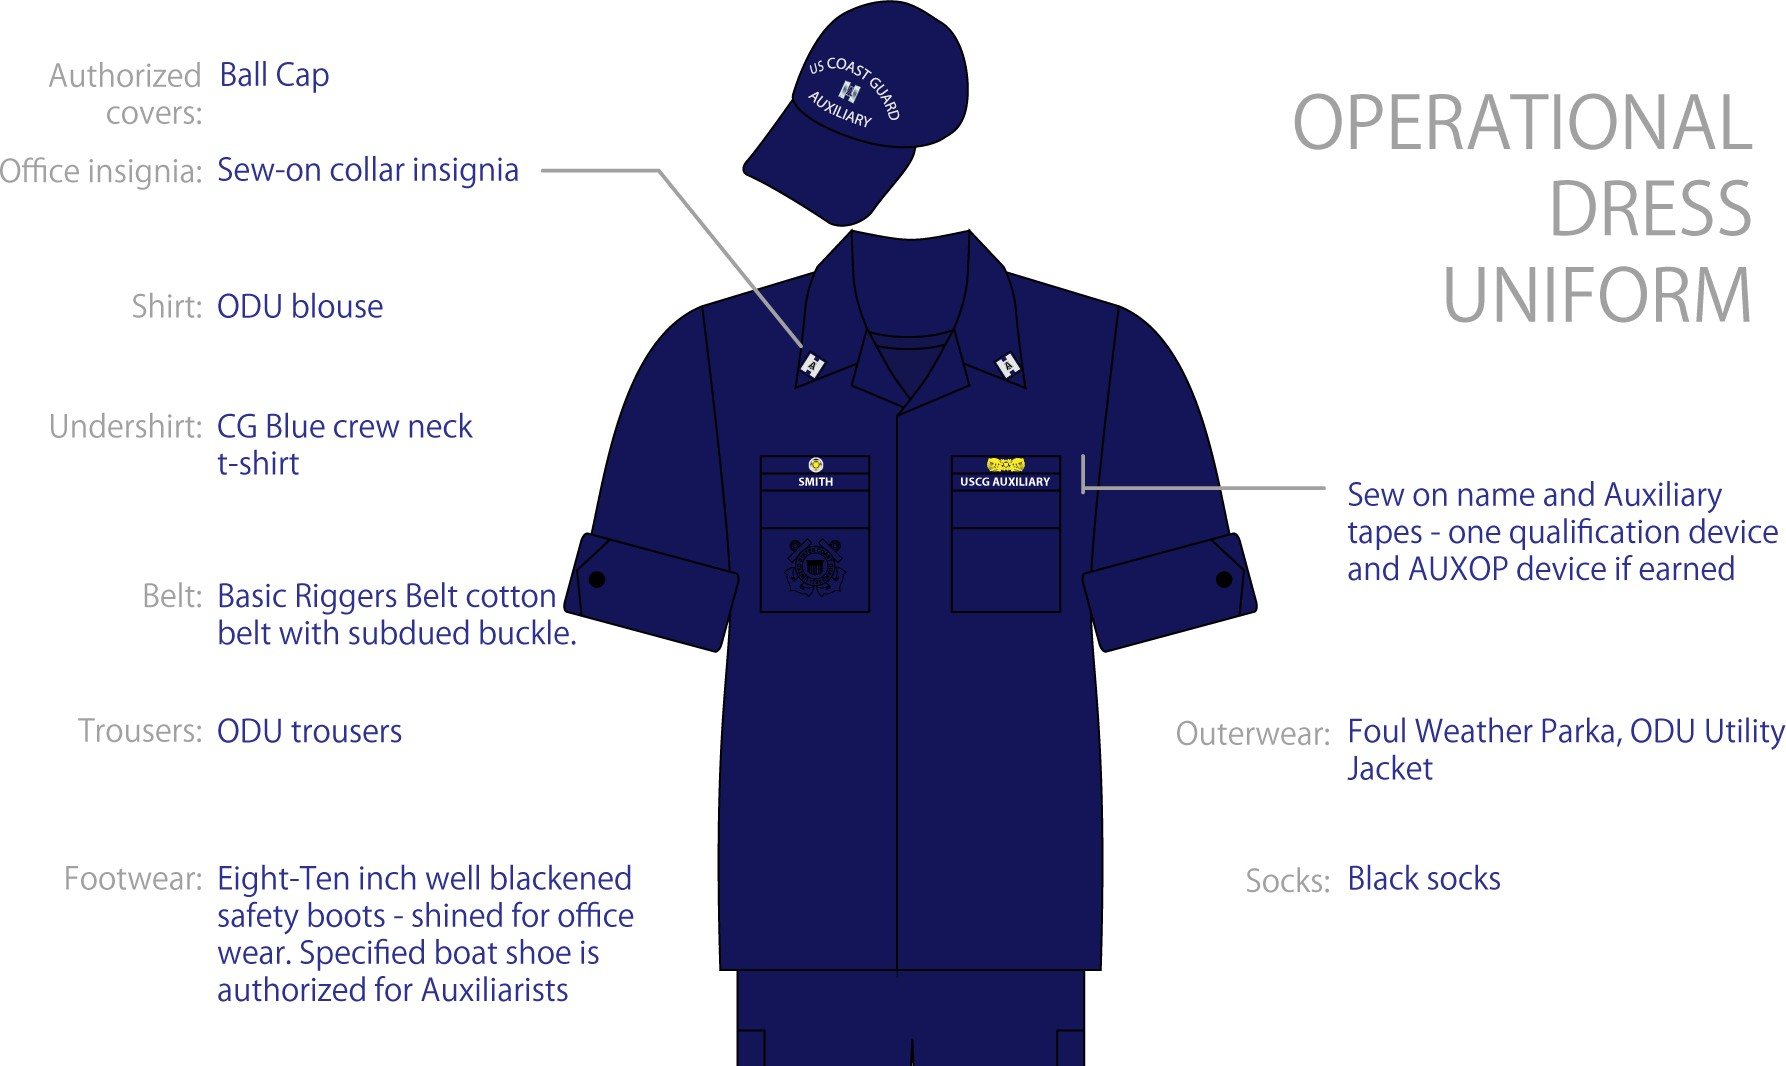 US COAST GUARD
AUXILIARY
OPERATIONAL
DRESS
UNIFORM
Authorized
covers:
Ball Cap
Office insignia:
Sew-on collar insignia
Shirt:
ODU blouse
Undershirt:
CG Blue crew neck
t-shirt
A
A
SMITH
USCG AUXILIARY
Sew on name and Auxiliary
tapes - one qualification device
and AUXOP device if earned
Belt:
Basic Riggers Belt cotton
belt with subdued buckle.
Trousers:
ODU trousers
Outerwear:
Foul Weather Parka, ODU Utility
Jacket
Footwear:
Eight-Ten inch well blackened
safety boots - shined for office
wear. Specified boat shoe is
authorized for Auxiliarists
Socks:
Black socks